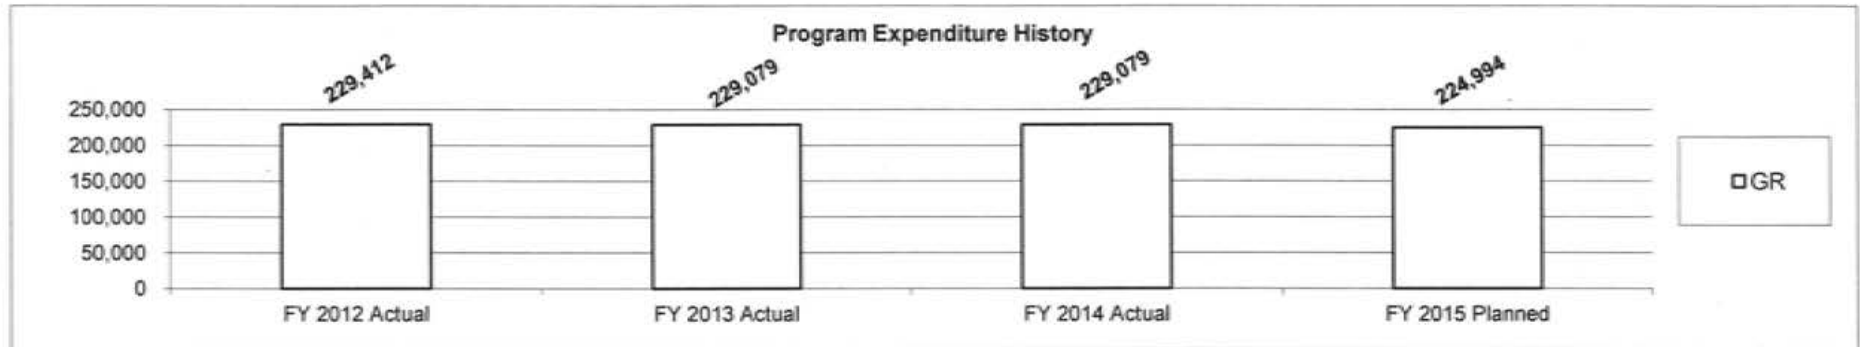 Program Expenditure History
229,412
229,079
229,079
224,994
250,000
200,000
150,000
100,000
50,000
0
GR
FY 2012 Actual
FY 2013 Actual
FY 2014 Actual
FY 2015 Planned